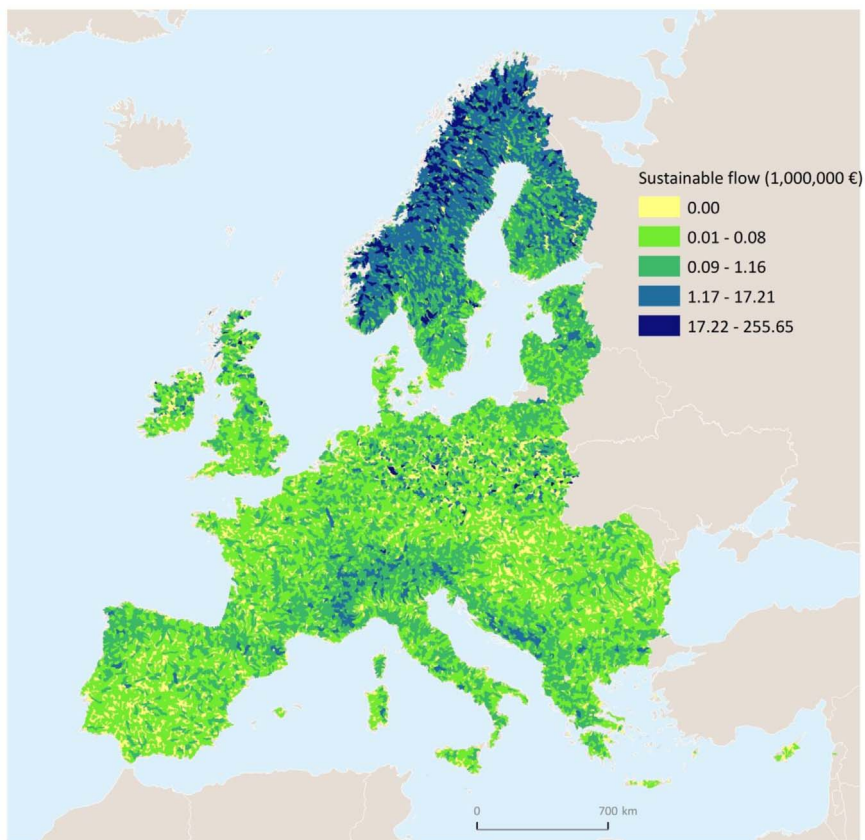 Sustainable flow (1,000,000 €)
0.00
0.01 - 0.08
0.09 - 1.16
1.17 - 17.21
17.22 - 255.65
0 700 km